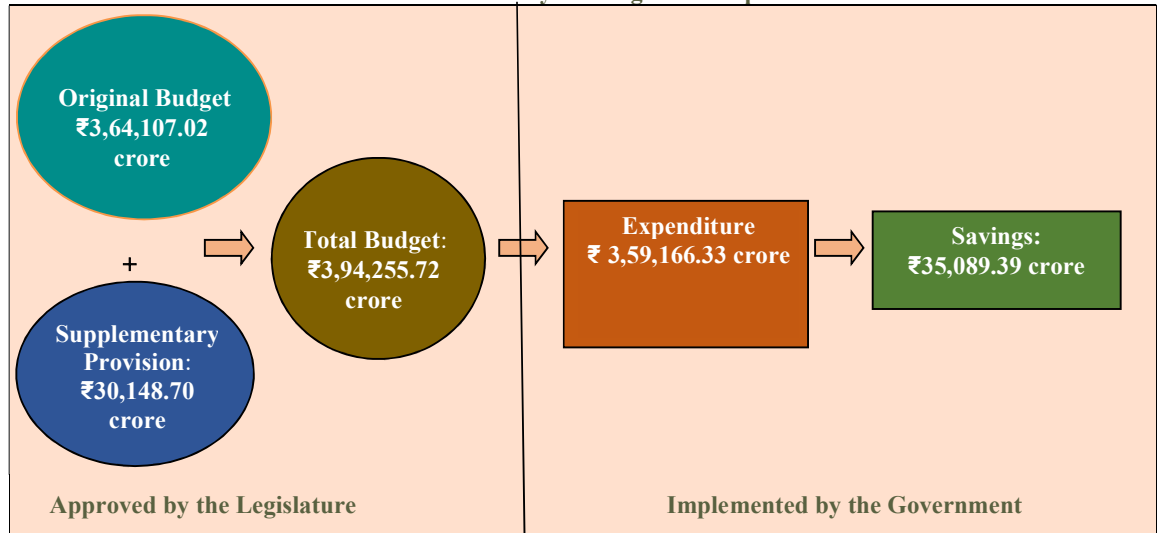 Original Budget
₹3,64,107.02
crore
+
Supplementary
Provision:
₹30,148.70
crore
Total Budget:
₹3,94,255.72
crore
Expenditure
₹ 3,59,166.33 crore
Savings:
₹35,089.39 crore
Approved by the Legislature
Implemented by the Government